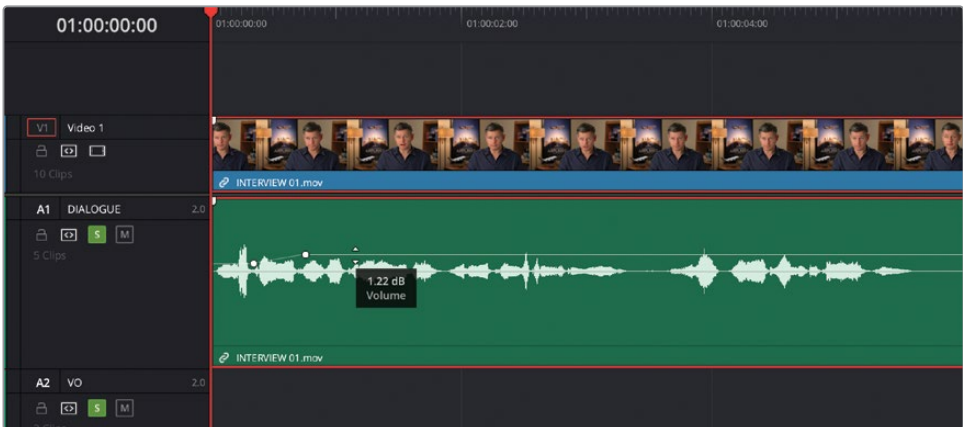 01:00:00:00
01:00:00:00
01:00:02:00
01:00:04:00
V1 Video 1
10 Clips
INTERVIEW 01.mov
A1 DIALOGUE 2.0
S M
5 Clips
1.22 dB
Volume
INTERVIEW 01.mov
A2 VO 2.0
S M